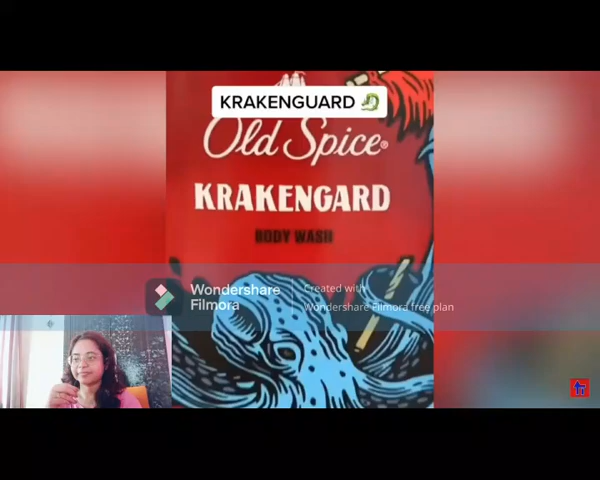 KRAKENGUARD 🐉
Old Spice®
KRAKENGARD
BODY WASH
Wondershare
Filmora
Created with
Wondershare Filmora free plan